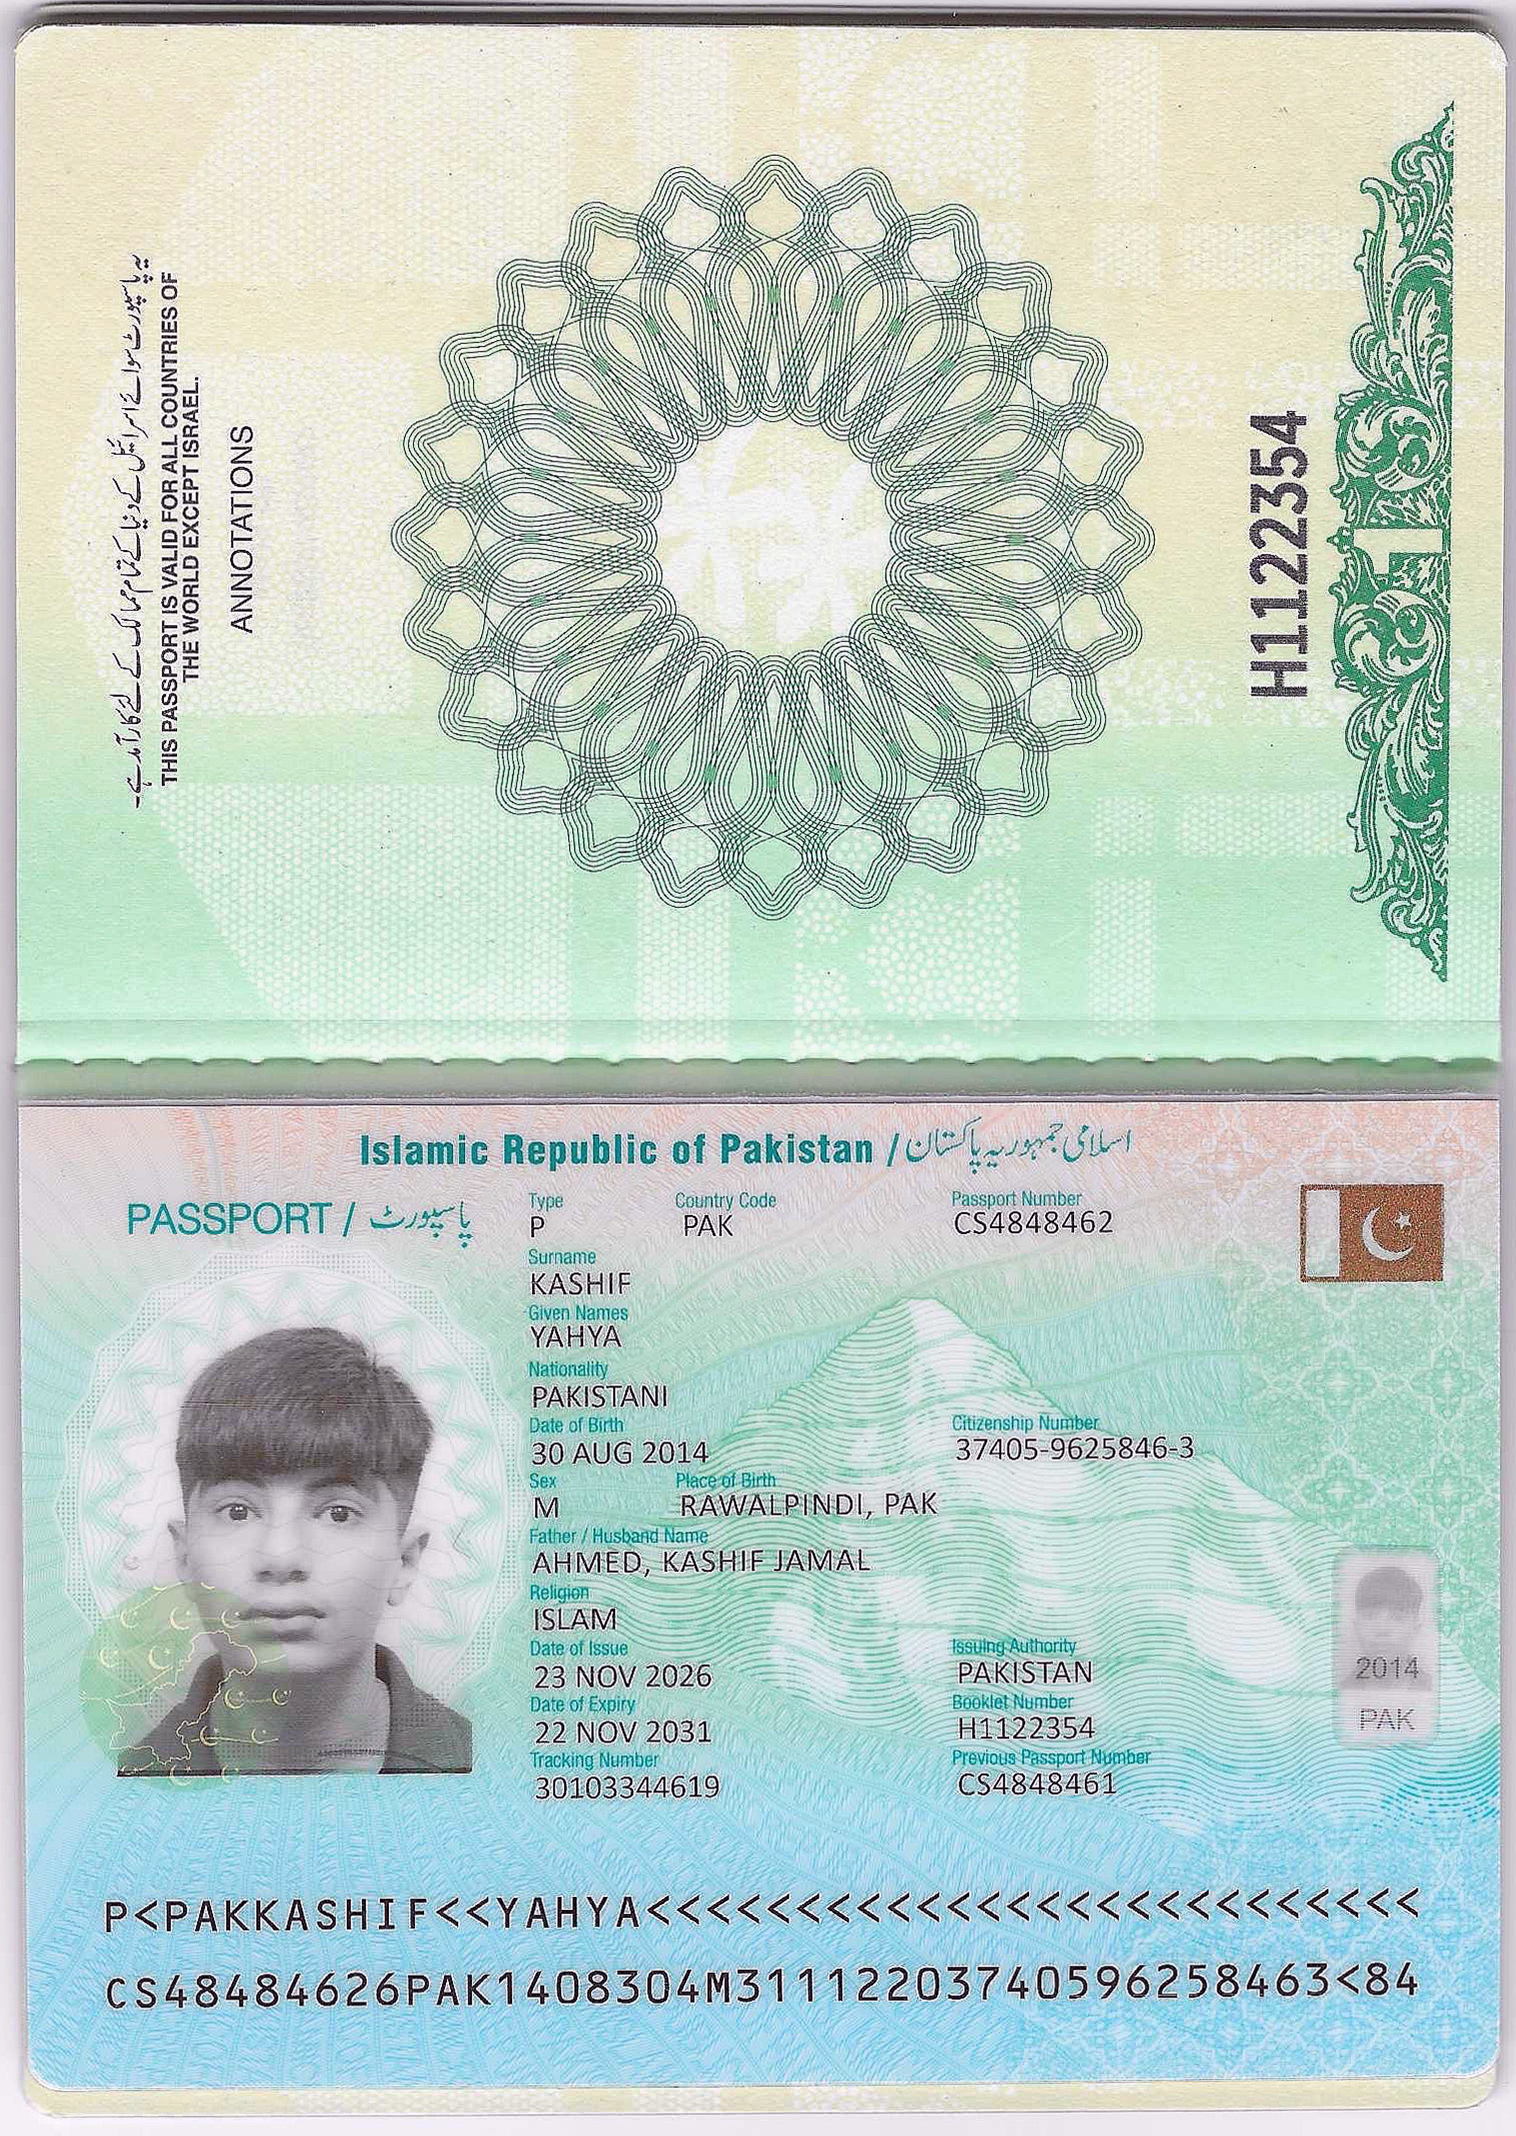 یہ پاسپورٹ سوائے اسرائیل کے دنیا کے تمام ممالک کے لئے کارآمد ہے۔
THIS PASSPORT IS VALID FOR ALL COUNTRIES OF
THE WORLD EXCEPT ISRAEL.
ANNOTATIONS
H1122354
1
Islamic Republic of Pakistan / اسلامی جمہوریہ پاکستان
PASSPORT / پاسپورٹ
Type Country Code Passport Number
P PAK CS4848462
Surname
KASHIF
Given Names
YAHYA
Nationality
PAKISTANI
Date of Birth Citizenship Number
30 AUG 2014 37405-9625846-3
Sex Place of Birth
M RAWALPINDI, PAK
Father / Husband Name
AHMED, KASHIF JAMAL
Religion
ISLAM
Date of Issue Issuing Authority
23 NOV 2026 PAKISTAN
Date of Expiry Booklet Number
22 NOV 2031 H1122354
Tracking Number Previous Passport Number
30103344619 CS4848461
2014
PAK
P<PAKKASHIF<<YAHYA<<<<<<<<<<<<<<<<<<<<<<<<<<
CS48484626PAK1408304M31112203740596258463<84